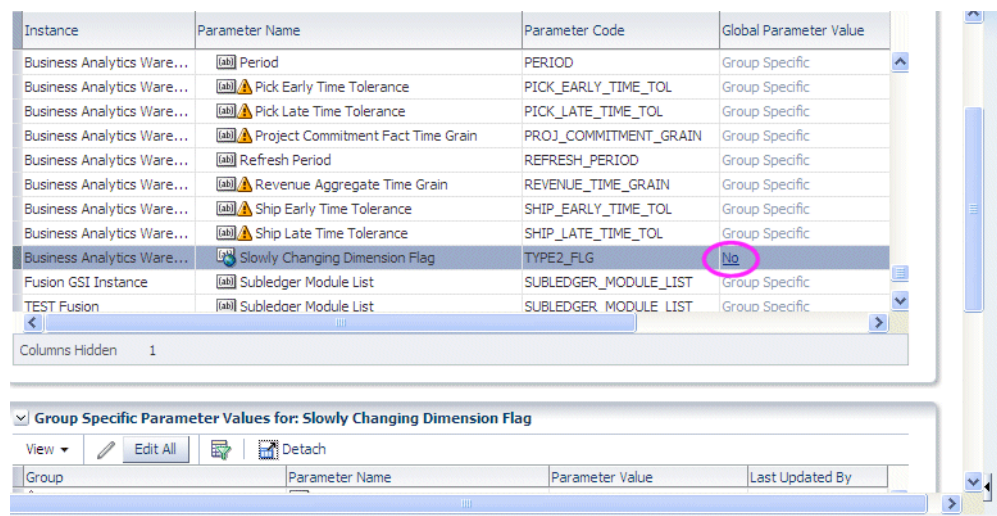 Instance Parameter Name Parameter Code Global Parameter Value
Business Analytics Ware... Period PERIOD Group Specific
Business Analytics Ware... Pick Early Time Tolerance PICK_EARLY_TIME_TOL Group Specific
Business Analytics Ware... Pick Late Time Tolerance PICK_LATE_TIME_TOL Group Specific
Business Analytics Ware... Project Commitment Fact Time Grain PROJ_COMMITMENT_GRAIN Group Specific
Business Analytics Ware... Refresh Period REFRESH_PERIOD Group Specific
Business Analytics Ware... Revenue Aggregate Time Grain REVENUE_TIME_GRAIN Group Specific
Business Analytics Ware... Ship Early Time Tolerance SHIP_EARLY_TIME_TOL Group Specific
Business Analytics Ware... Ship Late Time Tolerance SHIP_LATE_TIME_TOL Group Specific
Business Analytics Ware... Slowly Changing Dimension Flag TYPE2_FLG No
Fusion GSI Instance Subledger Module List SUBLEDGER_MODULE_LIST Group Specific
TEST Fusion Subledger Module List SUBLEDGER_MODULE_LIST Group Specific
Columns Hidden 1
Group Specific Parameter Values for: Slowly Changing Dimension Flag
View Edit All Detach
Group Parameter Name Parameter Value Last Updated By